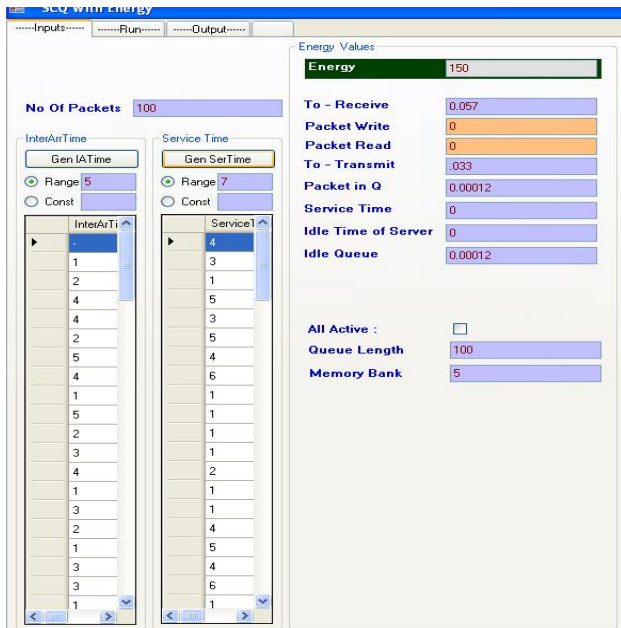 SCQ With Energy
------Inputs------
-------Run------
------Output------
No Of Packets 100
InterArrTime
Gen IATime
Range 5
Const
InterArTi
-
1
2
4
4
2
5
4
1
5
2
3
4
1
3
2
1
3
3
1
Service Time
Gen SerTime
Range 7
Const
Service1
4
3
1
5
3
5
4
6
1
1
1
1
2
1
1
4
5
4
6
1
Energy Values
Energy 150
To - Receive 0.057
Packet Write 0
Packet Read 0
To - Transmit .033
Packet in Q 0.00012
Service Time 0
Idle Time of Server 0
Idle Queue 0.00012
All Active :
Queue Length 100
Memory Bank 5